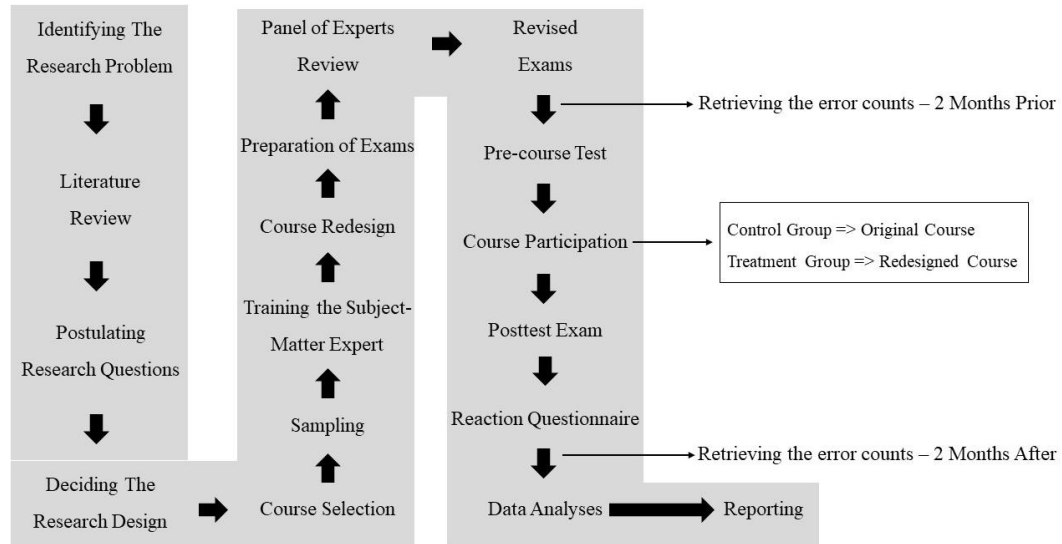 Identifying The
Research Problem
Literature
Review
Postulating
Research Questions
Deciding The
Research Design
Course Selection
Sampling
Training the Subject-
Matter Expert
Course Redesign
Preparation of Exams
Panel of Experts
Review
Revised
Exams
Retrieving the error counts – 2 Months Prior
Pre-course Test
Course Participation
Control Group => Original Course
Treatment Group => Redesigned Course
Posttest Exam
Reaction Questionnaire
Retrieving the error counts – 2 Months After
Data Analyses
Reporting